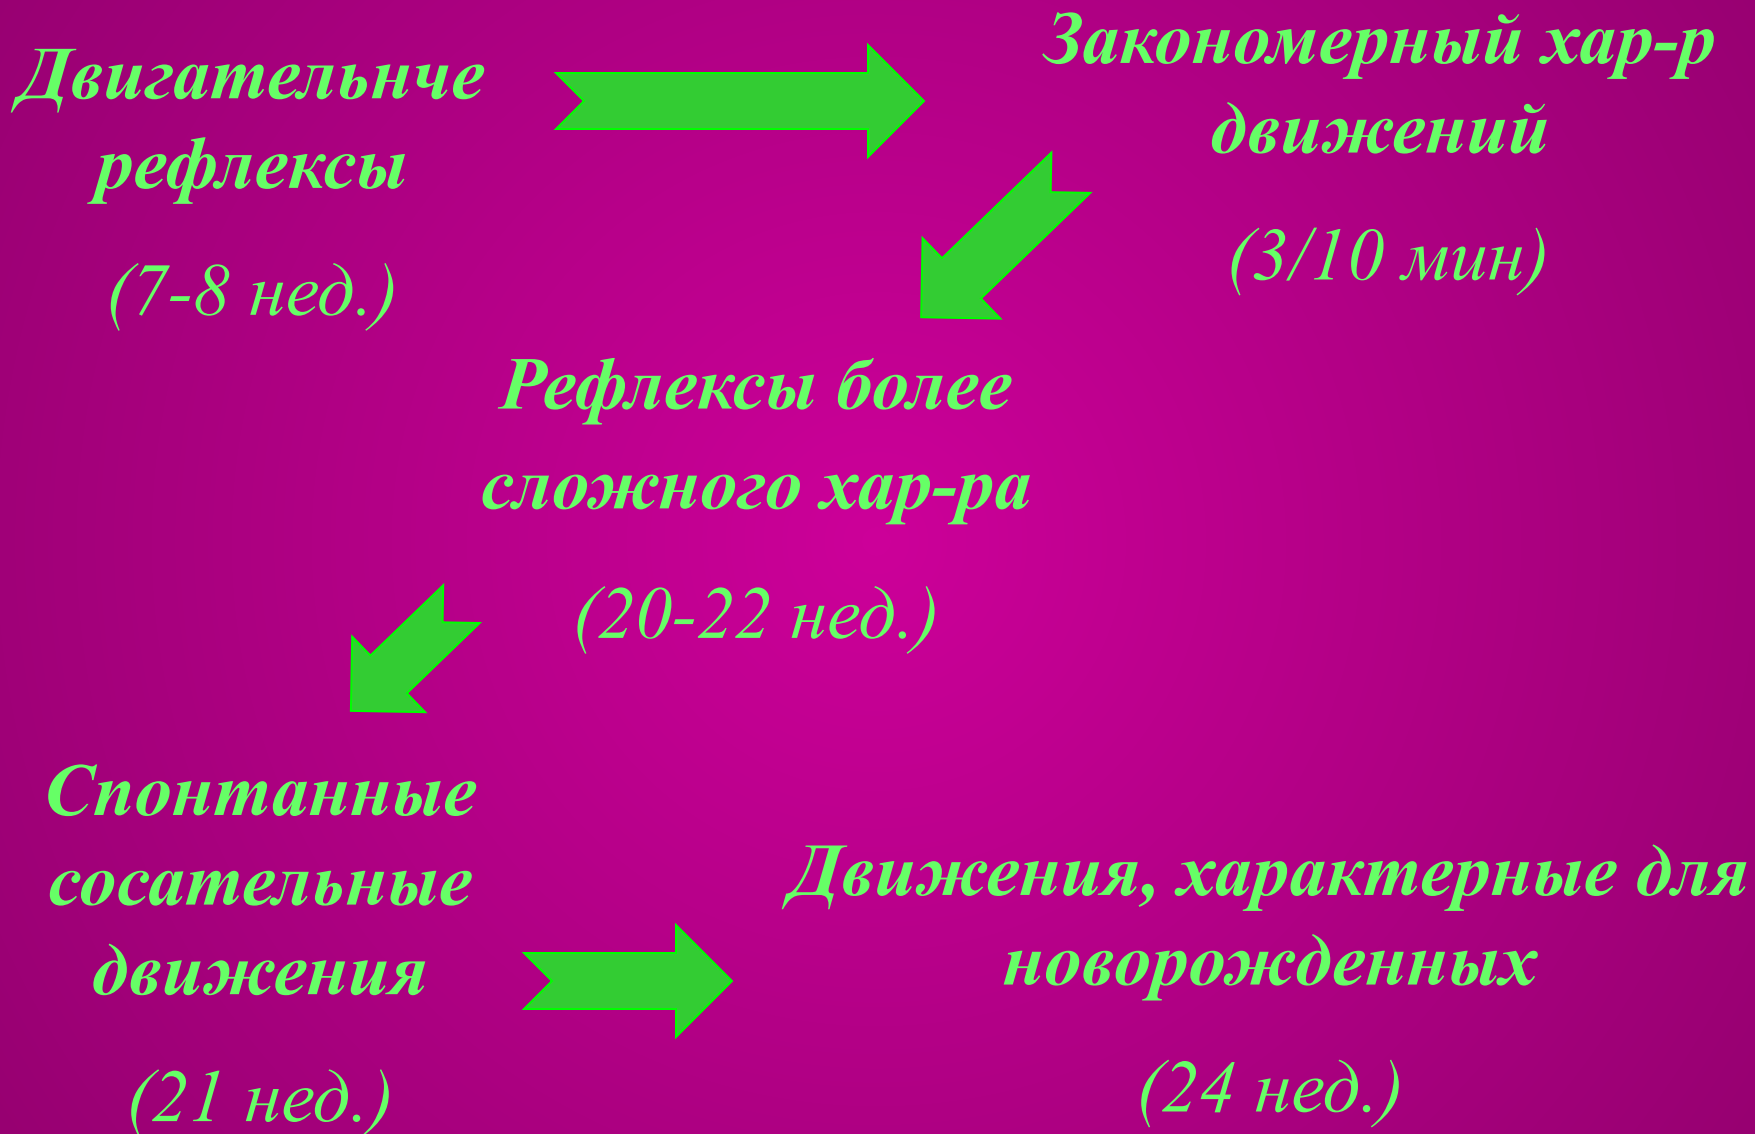 Двигательнче
рефлексы
(7-8 нед.)
Закономерный хар-р
движений
(3/10 мин)
Рефлексы более
сложного хар-ра
(20-22 нед.)
Спонтанные
сосательные
движения
(21 нед.)
Движения, характерные для
новорожденных
(24 нед.)